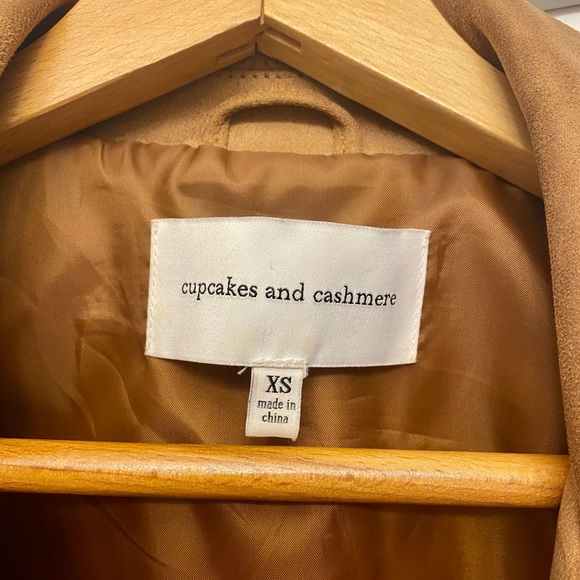 cupcakes and cashmere
XS
made in
china